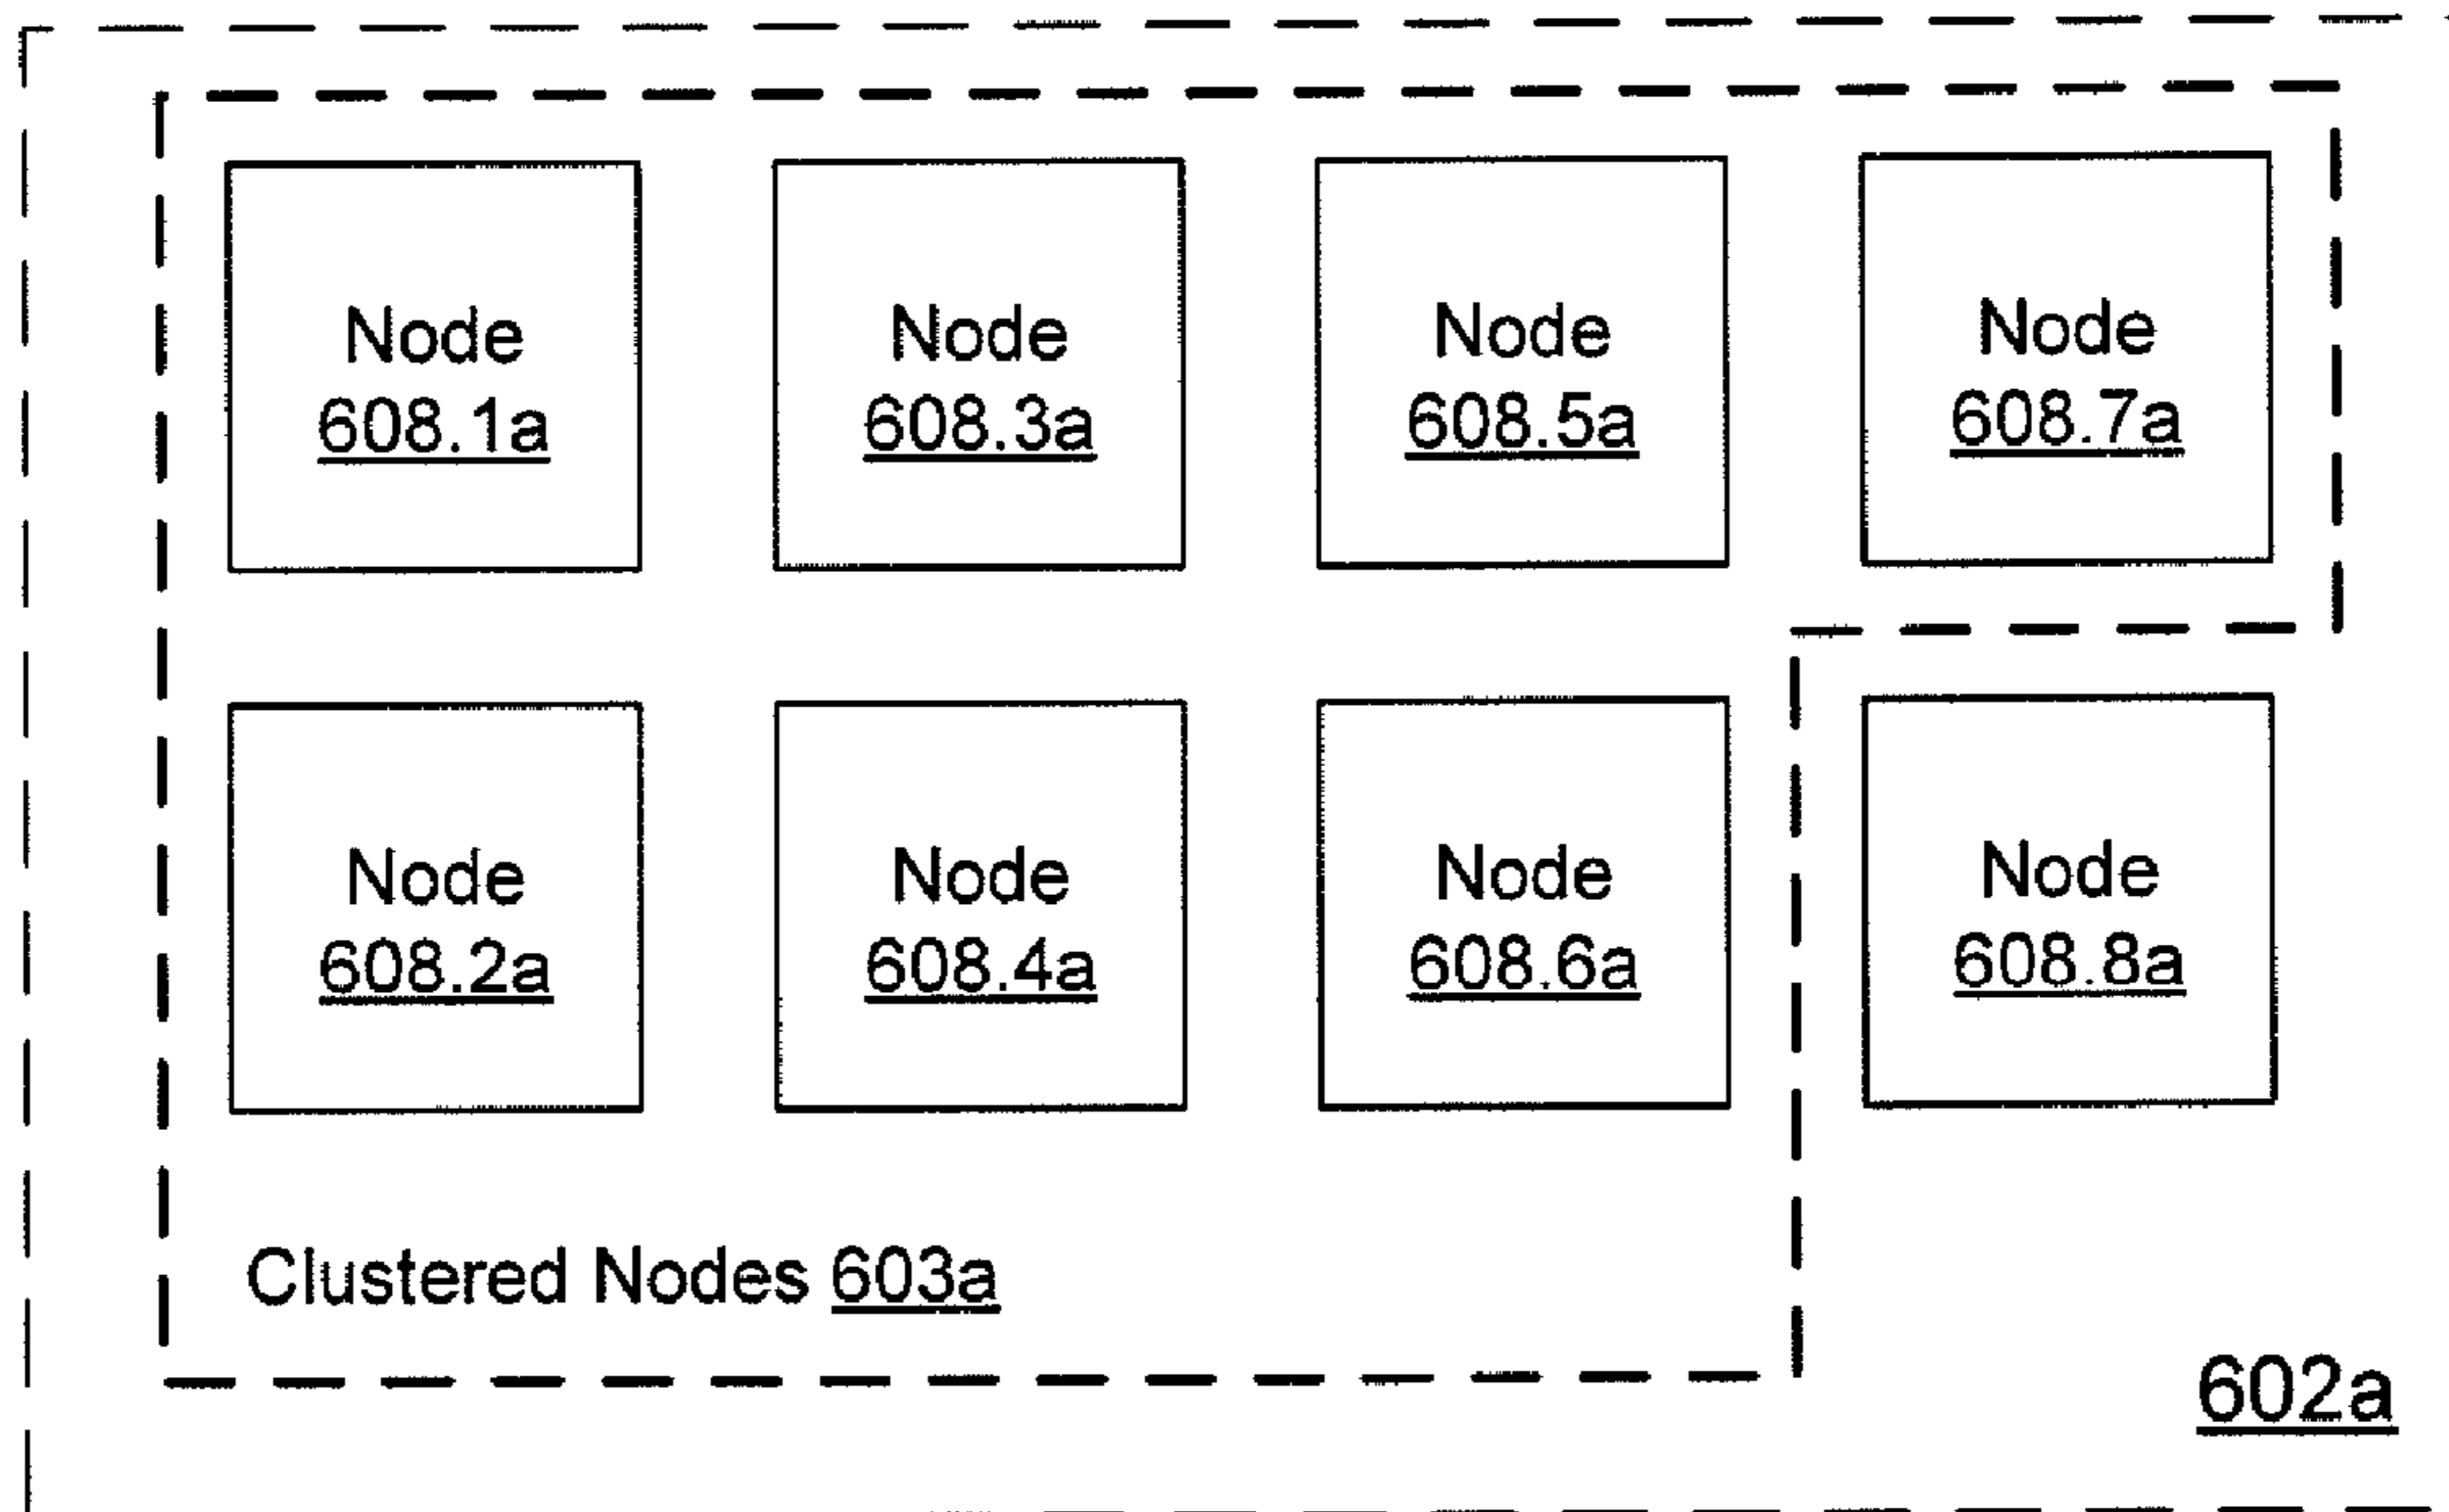 Node
608.1a
Node
608.3a
Node
608.5a
Node
608.7a
Node
608.2a
Node
608.4a
Node
608.6a
Node
608.8a
Clustered Nodes 603a
602a